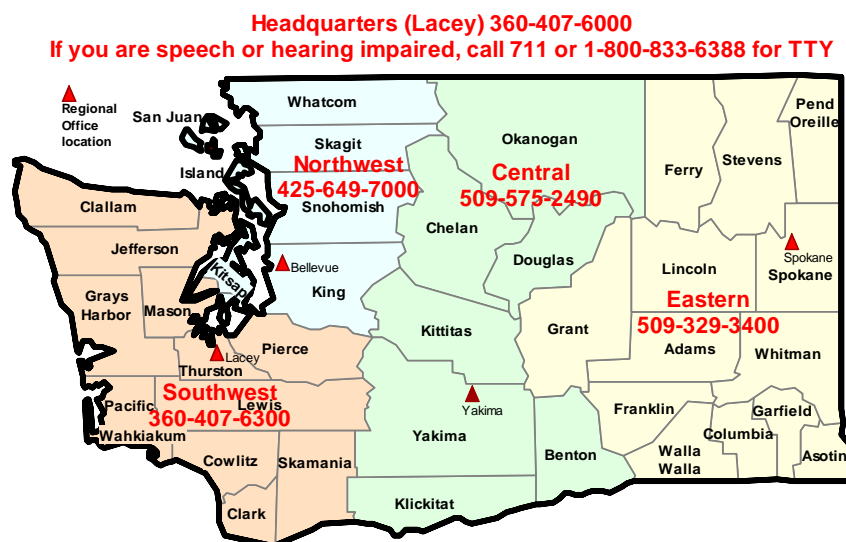 Headquarters (Lacey) 360-407-6000
If you are speech or hearing impaired, call 711 or 1-800-833-6388 for TTY
Regional
Office
location
San Juan
Island
Whatcom
Skagit
Northwest
425-649-7000
Snohomish
King
Bellevue
Okanogan
Central
509-575-2490
Chelan
Douglas
Kittitas
Yakima
Yakima
Klickitat
Benton
Ferry
Stevens
Pend
Oreille
Spokane
Spokane
Lincoln
Eastern
509-329-3400
Grant
Adams
Whitman
Franklin
Walla
Walla
Columbia
Garfield
Asotin
Clallam
Jefferson
Kitsap
Grays
Harbor
Mason
Lacey
Thurston
Pierce
Southwest
360-407-6300
Pacific
Lewis
Wahkiakum
Cowlitz
Skamania
Clark